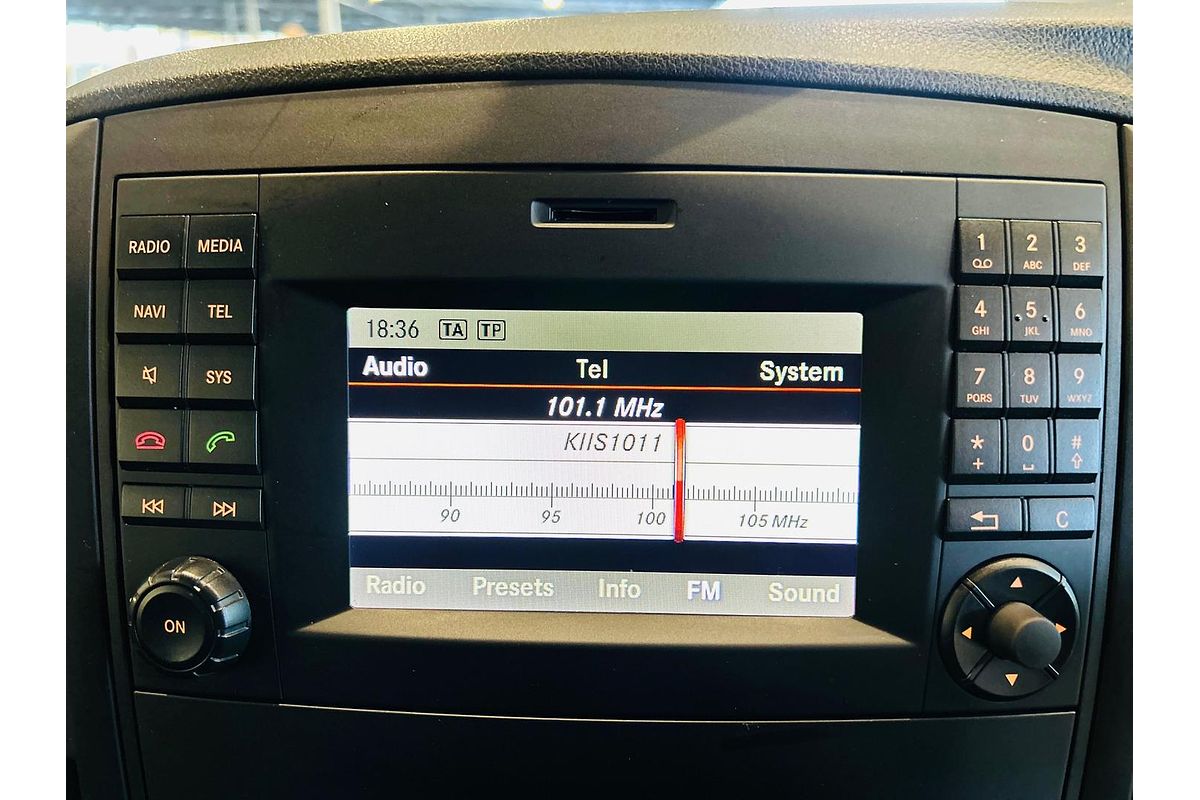 RADIO MEDIA
NAVI TEL
SYS
ON
18:36 TA TP
Audio Tel System
101.1 MHz
KIIS1011
90 95 100 105 MHz
Radio Presets Info FM Sound
1 2 ABC 3 DEF
4 GHI 5 JKL 6 MNO
7 PQRS 8 TUV 9 WXYZ
* + 0 #
C